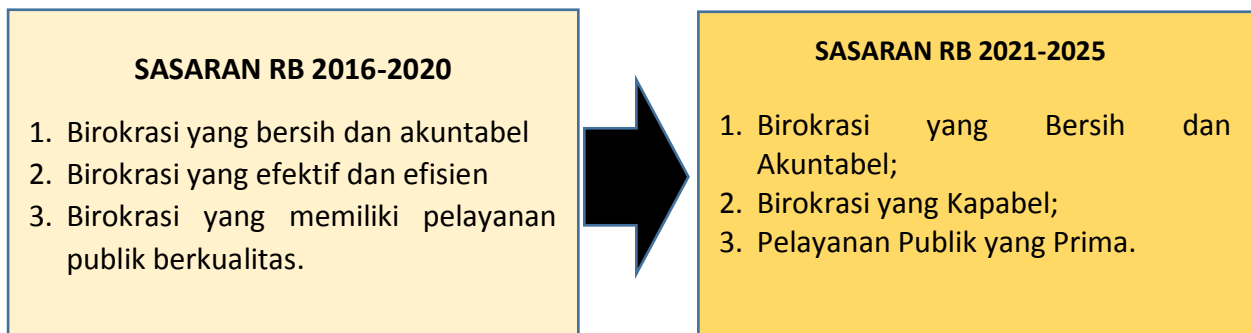 SASARAN RB 2016-2020
1. Birokrasi yang bersih dan akuntabel
2. Birokrasi yang efektif dan efisien
3. Birokrasi yang memiliki pelayanan
publik berkualitas.
SASARAN RB 2021-2025
1. Birokrasi yang Bersih dan
Akuntabel;
2. Birokrasi yang Kapabel;
3. Pelayanan Publik yang Prima.